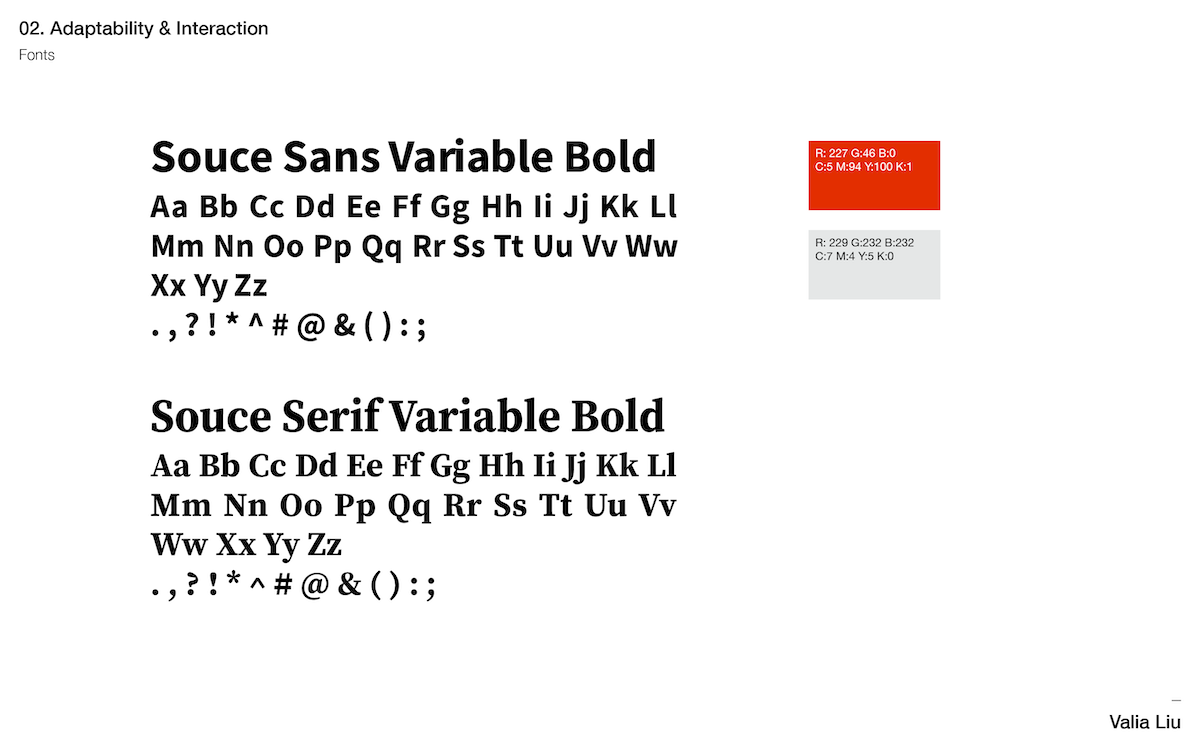 02. Adaptability & Interaction
Fonts
Souce Sans Variable Bold
Aa Bb Cc Dd Ee Ff Gg Hh Ii Jj Kk Ll
Mm Nn Oo Pp Qq Rr Ss Tt Uu Vv Ww
Xx Yy Zz
. , ? ! * ^ # @ & ( ) : ;
Souce Serif Variable Bold
Aa Bb Cc Dd Ee Ff Gg Hh Ii Jj Kk Ll
Mm Nn Oo Pp Qq Rr Ss Tt Uu Vv
Ww Xx Yy Zz
. , ? ! * ^ # @ & ( ) : ;
R: 227 G:46 B:0
C:5 M:94 Y:100 K:1
R: 229 G:232 B:232
C:7 M:4 Y:5 K:0
—
Valia Liu